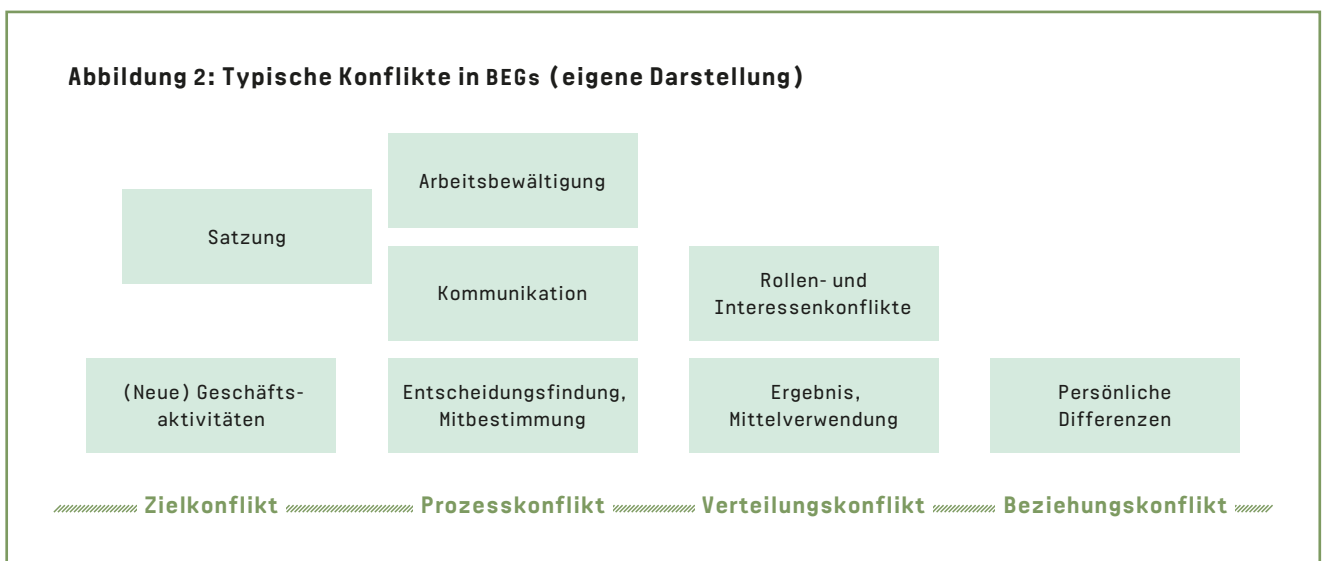 Abbildung 2: Typische Konflikte in BEGs (eigene Darstellung)
Arbeitsbewältigung
Satzung
Kommunikation
Rollen- und
Interessenkonflikte
(Neue) Geschäfts-
aktivitäten
Entscheidungsfindung,
Mitbestimmung
Ergebnis,
Mittelverwendung
Persönliche
Differenzen
Zielkonflikt
Prozesskonflikt
Verteilungskonflikt
Beziehungskonflikt